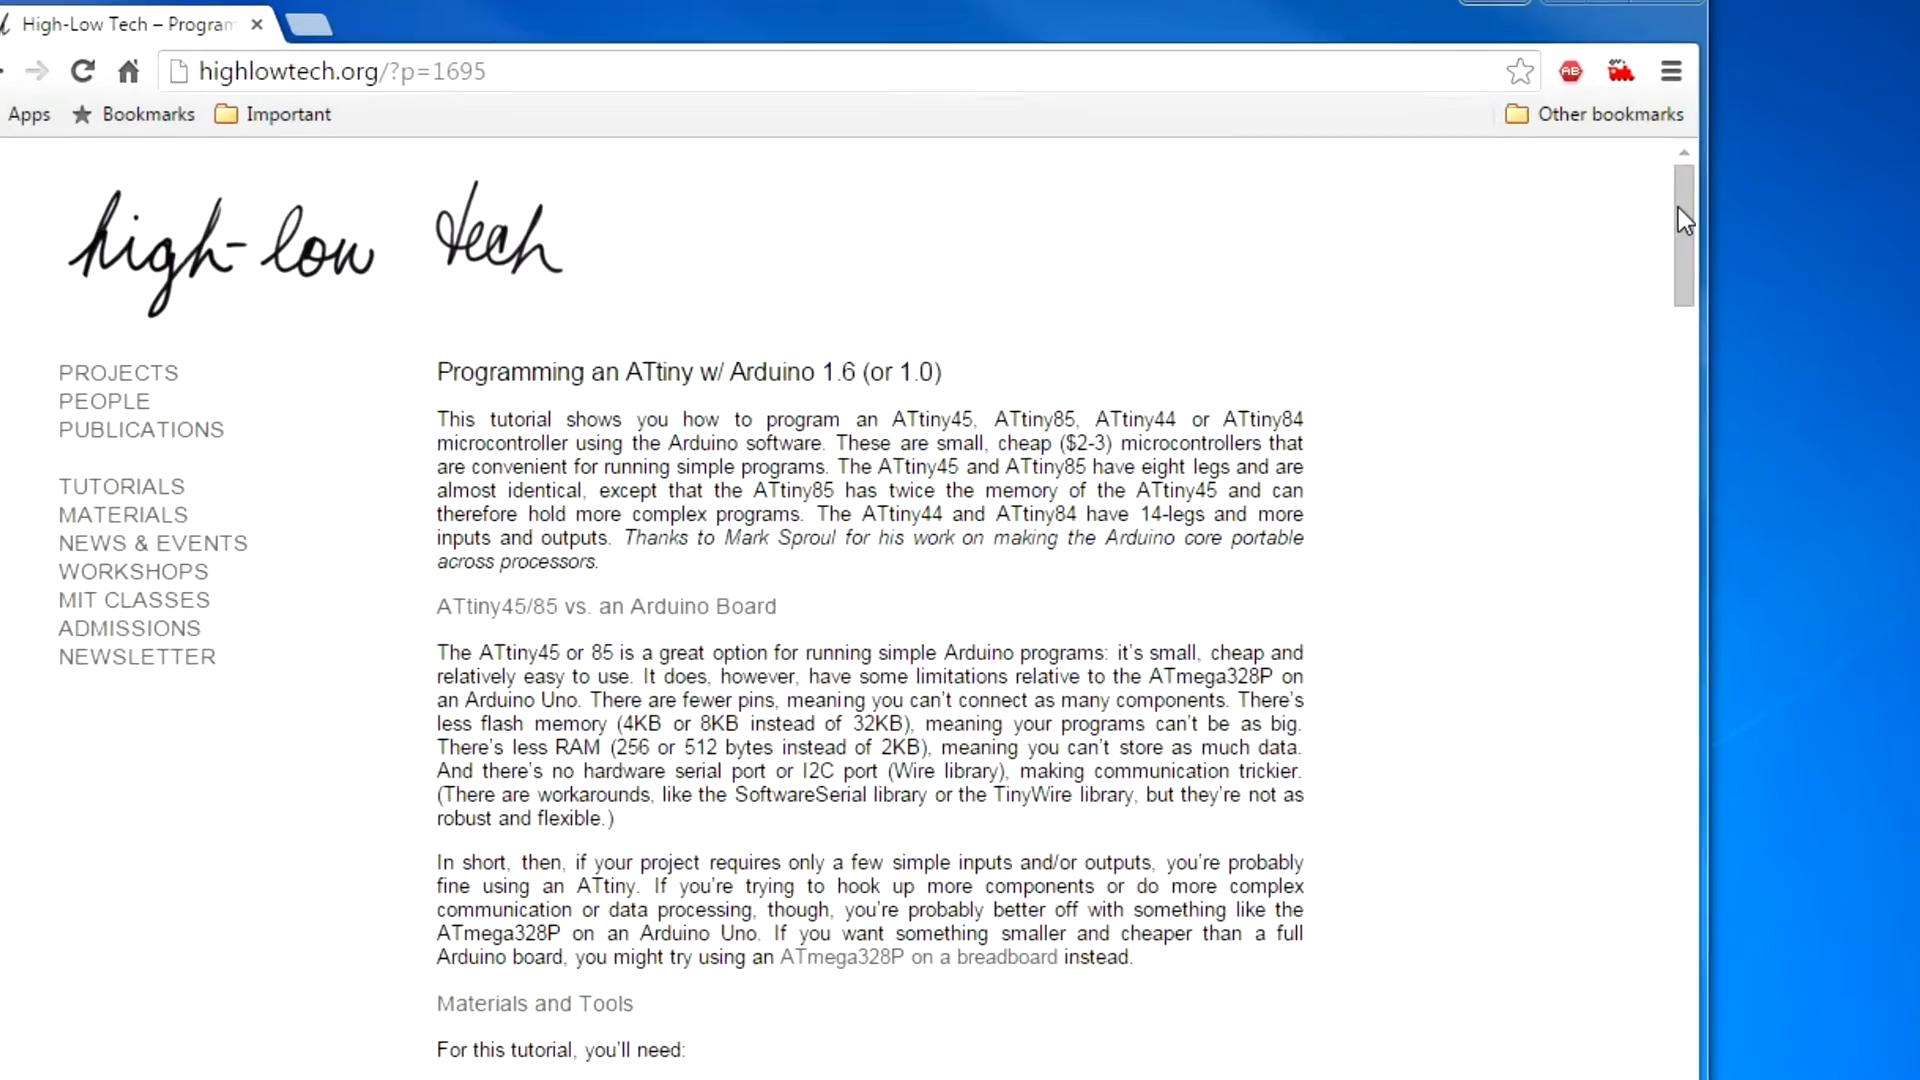 High-Low Tech – Program
highlowtech.org/?p=1695
Apps Bookmarks Important Other bookmarks
high-low tech
PROJECTS
PEOPLE
PUBLICATIONS
TUTORIALS
MATERIALS
NEWS & EVENTS
WORKSHOPS
MIT CLASSES
ADMISSIONS
NEWSLETTER
Programming an ATtiny w/ Arduino 1.6 (or 1.0)
This tutorial shows you how to program an ATtiny45, ATtiny85, ATtiny44 or ATtiny84
microcontroller using the Arduino software. These are small, cheap ($2-3) microcontrollers that
are convenient for running simple programs. The ATtiny45 and ATtiny85 have eight legs and are
almost identical, except that the ATtiny85 has twice the memory of the ATtiny45 and can
therefore hold more complex programs. The ATtiny44 and ATtiny84 have 14-legs and more
inputs and outputs. Thanks to Mark Sproul for his work on making the Arduino core portable
across processors.
ATtiny45/85 vs. an Arduino Board
The ATtiny45 or 85 is a great option for running simple Arduino programs: it's small, cheap and
relatively easy to use. It does, however, have some limitations relative to the ATmega328P on
an Arduino Uno. There are fewer pins, meaning you can't connect as many components. There's
less flash memory (4KB or 8KB instead of 32KB), meaning your programs can't be as big.
There's less RAM (256 or 512 bytes instead of 2KB), meaning you can't store as much data.
And there's no hardware serial port or I2C port (Wire library), making communication trickier.
(There are workarounds, like the SoftwareSerial library or the TinyWire library, but they're not as
robust and flexible.)
In short, then, if your project requires only a few simple inputs and/or outputs, you're probably
fine using an ATtiny. If you're trying to hook up more components or do more complex
communication or data processing, though, you're probably better off with something like the
ATmega328P on an Arduino Uno. If you want something smaller and cheaper than a full
Arduino board, you might try using an ATmega328P on a breadboard instead.
Materials and Tools
For this tutorial, you'll need: